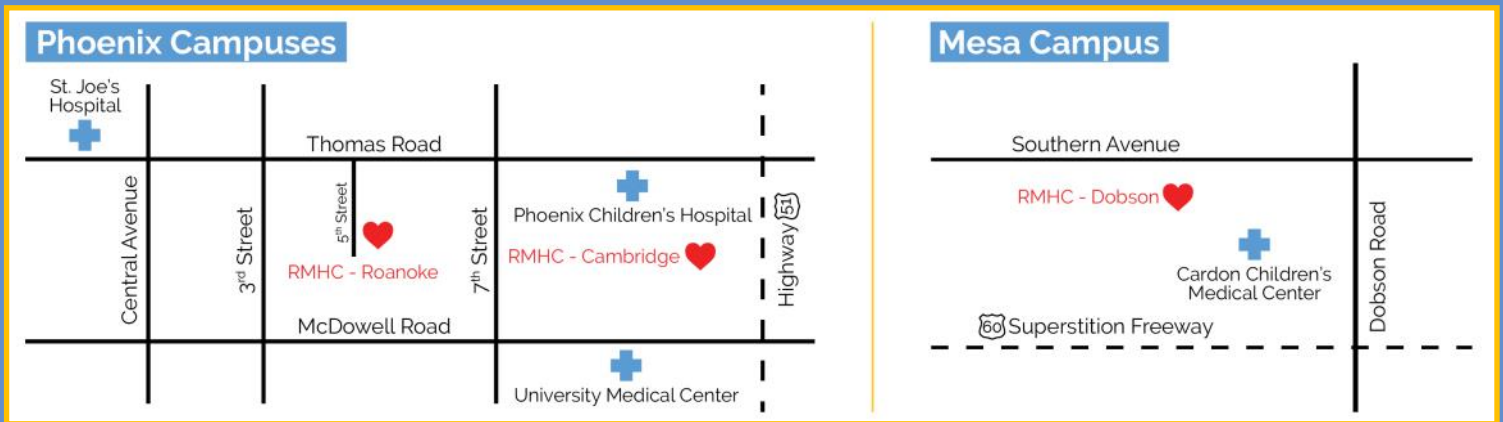 Phoenix Campuses
St. Joe's
Hospital
Thomas Road
Central Avenue
3rd Street
5th Street
RMHC - Roanoke
7th Street
Phoenix Children's Hospital
RMHC - Cambridge
Highway 51
McDowell Road
University Medical Center
Mesa Campus
Southern Avenue
RMHC - Dobson
Cardon Children's
Medical Center
Dobson Road
60 Superstition Freeway